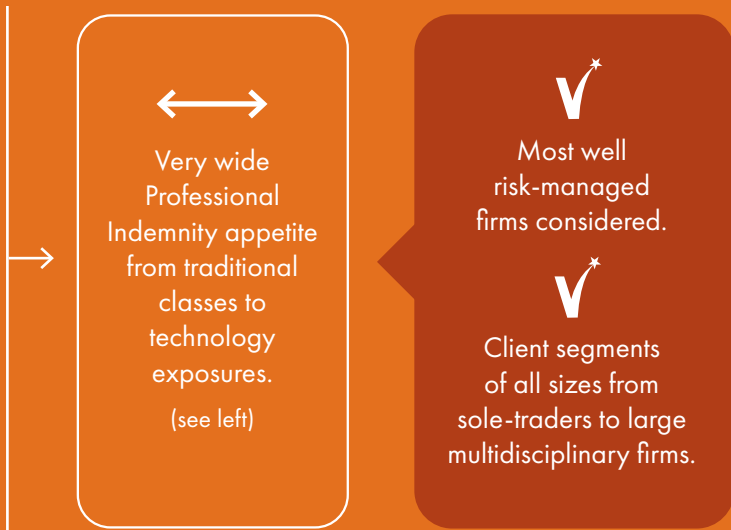 Very wide
Professional
Indemnity appetite
from traditional
classes to
technology
exposures.
(see left)
Most well
risk-managed
firms considered.
Client segments
of all sizes from
sole-traders to large
multidisciplinary firms.